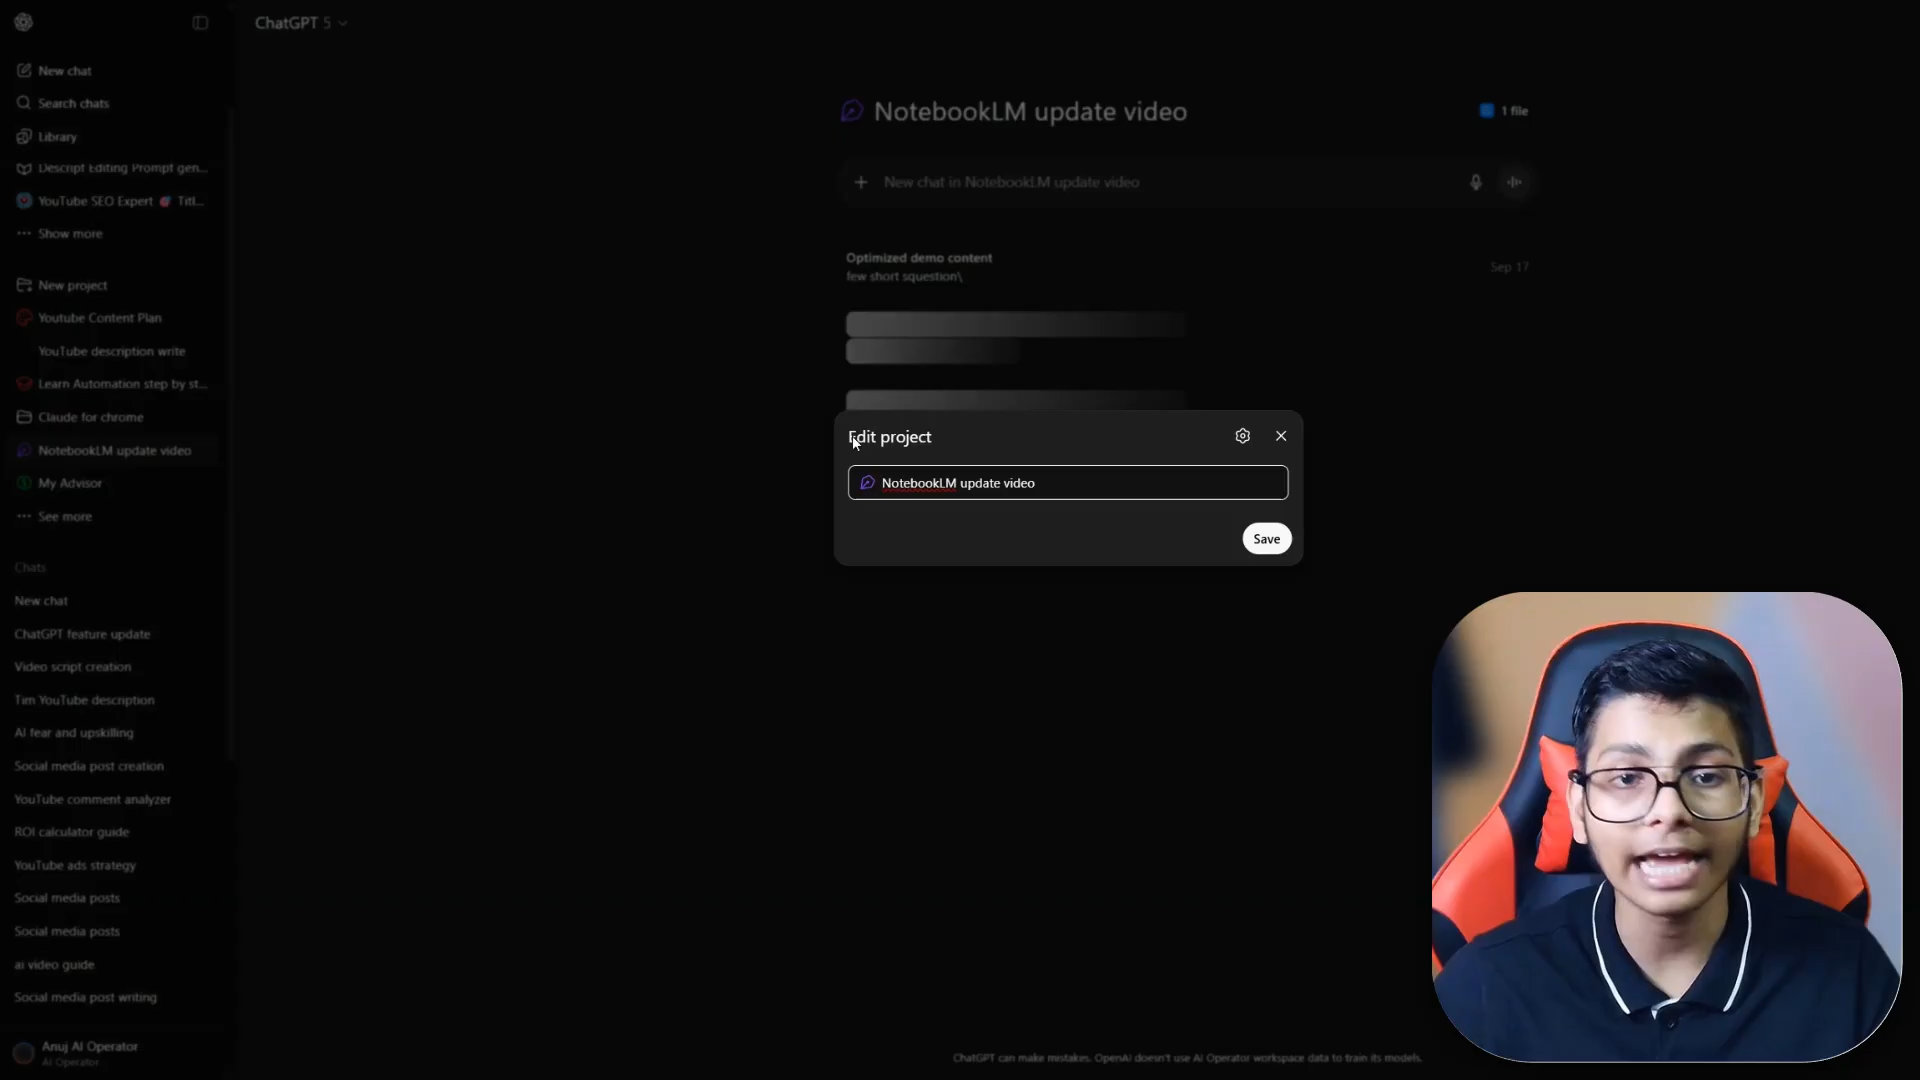 ChatGPT 5
New chat
Search chats
Library
Descript Editing Prompt gen...
YouTube SEO Expert 🎯 Titl...
Show more
New project
Youtube Content Plan
YouTube description write
Learn Automation step by st...
Claude for chrome
NotebookLM update video
My Advisor
See more
Chats
New chat
ChatGPT feature update
Video script creation
Tim YouTube description
AI fear and upskilling
Social media post creation
YouTube comment analyzer
ROI calculator guide
YouTube ads strategy
Social media posts
Social media posts
ai video guide
Social media post writing
Anuj AI Operator
AI Operator
NotebookLM update video
1 file
New chat in NotebookLM update video
Optimized demo content
few short squestion\
Sep 17
Edit project
NotebookLM update video
Save
ChatGPT can make mistakes. OpenAI doesn't use AI Operator workspace data to train its models.